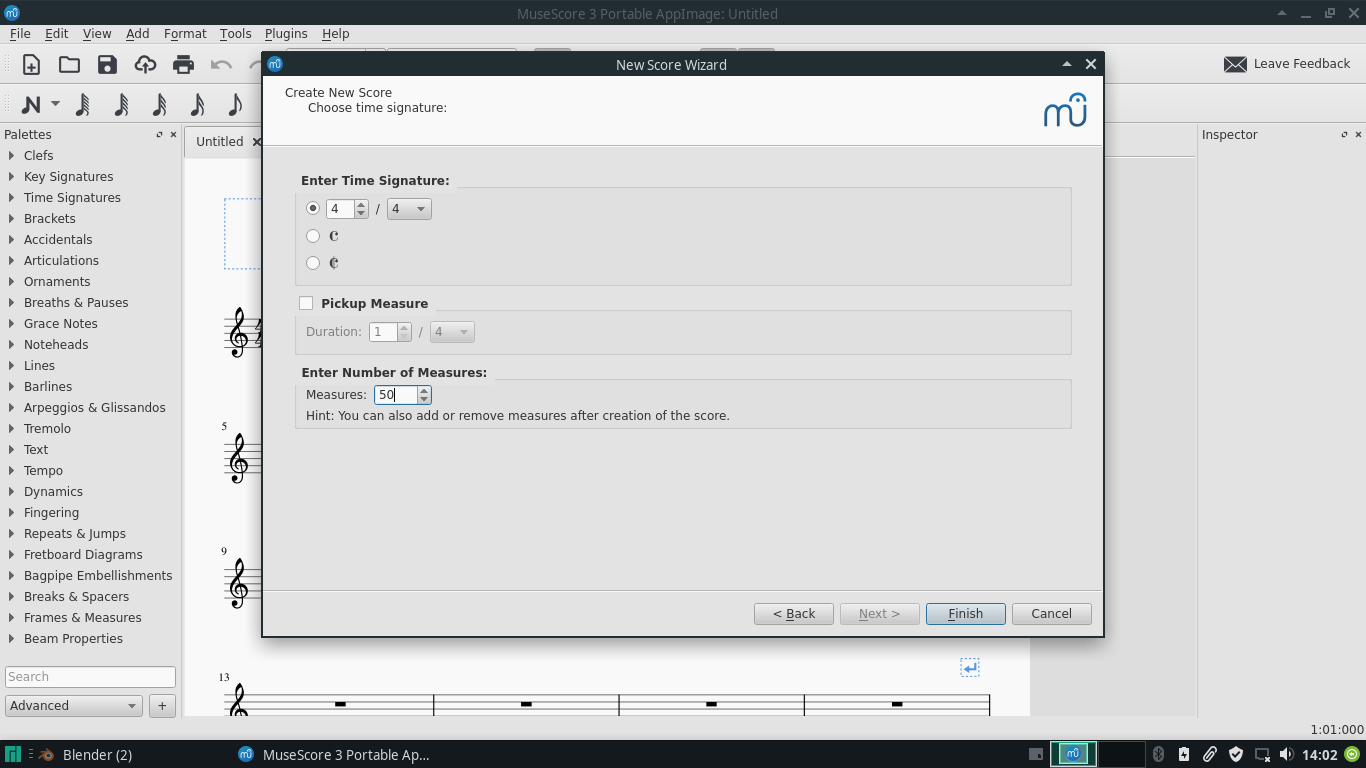 MuseScore 3 Portable AppImage: Untitled
File Edit View Add Format Tools Plugins Help
New Score Wizard
Leave Feedback
Create New Score
Choose time signature:
Palettes
Inspector
Untitled
Clefs
Key Signatures
Time Signatures
Brackets
Accidentals
Articulations
Ornaments
Breaths & Pauses
Grace Notes
Noteheads
Lines
Barlines
Arpeggios & Glissandos
Tremolo
Text
Tempo
Dynamics
Fingering
Repeats & Jumps
Fretboard Diagrams
Bagpipe Embellishments
Breaks & Spacers
Frames & Measures
Beam Properties
Search
Advanced +
Enter Time Signature:
4 / 4
Pickup Measure
Duration: 1 / 4
Enter Number of Measures:
Measures: 50
Hint: You can also add or remove measures after creation of the score.
< Back Next > Finish Cancel
5
9
13
1:01:000
Blender (2) MuseScore 3 Portable Ap... 14:02